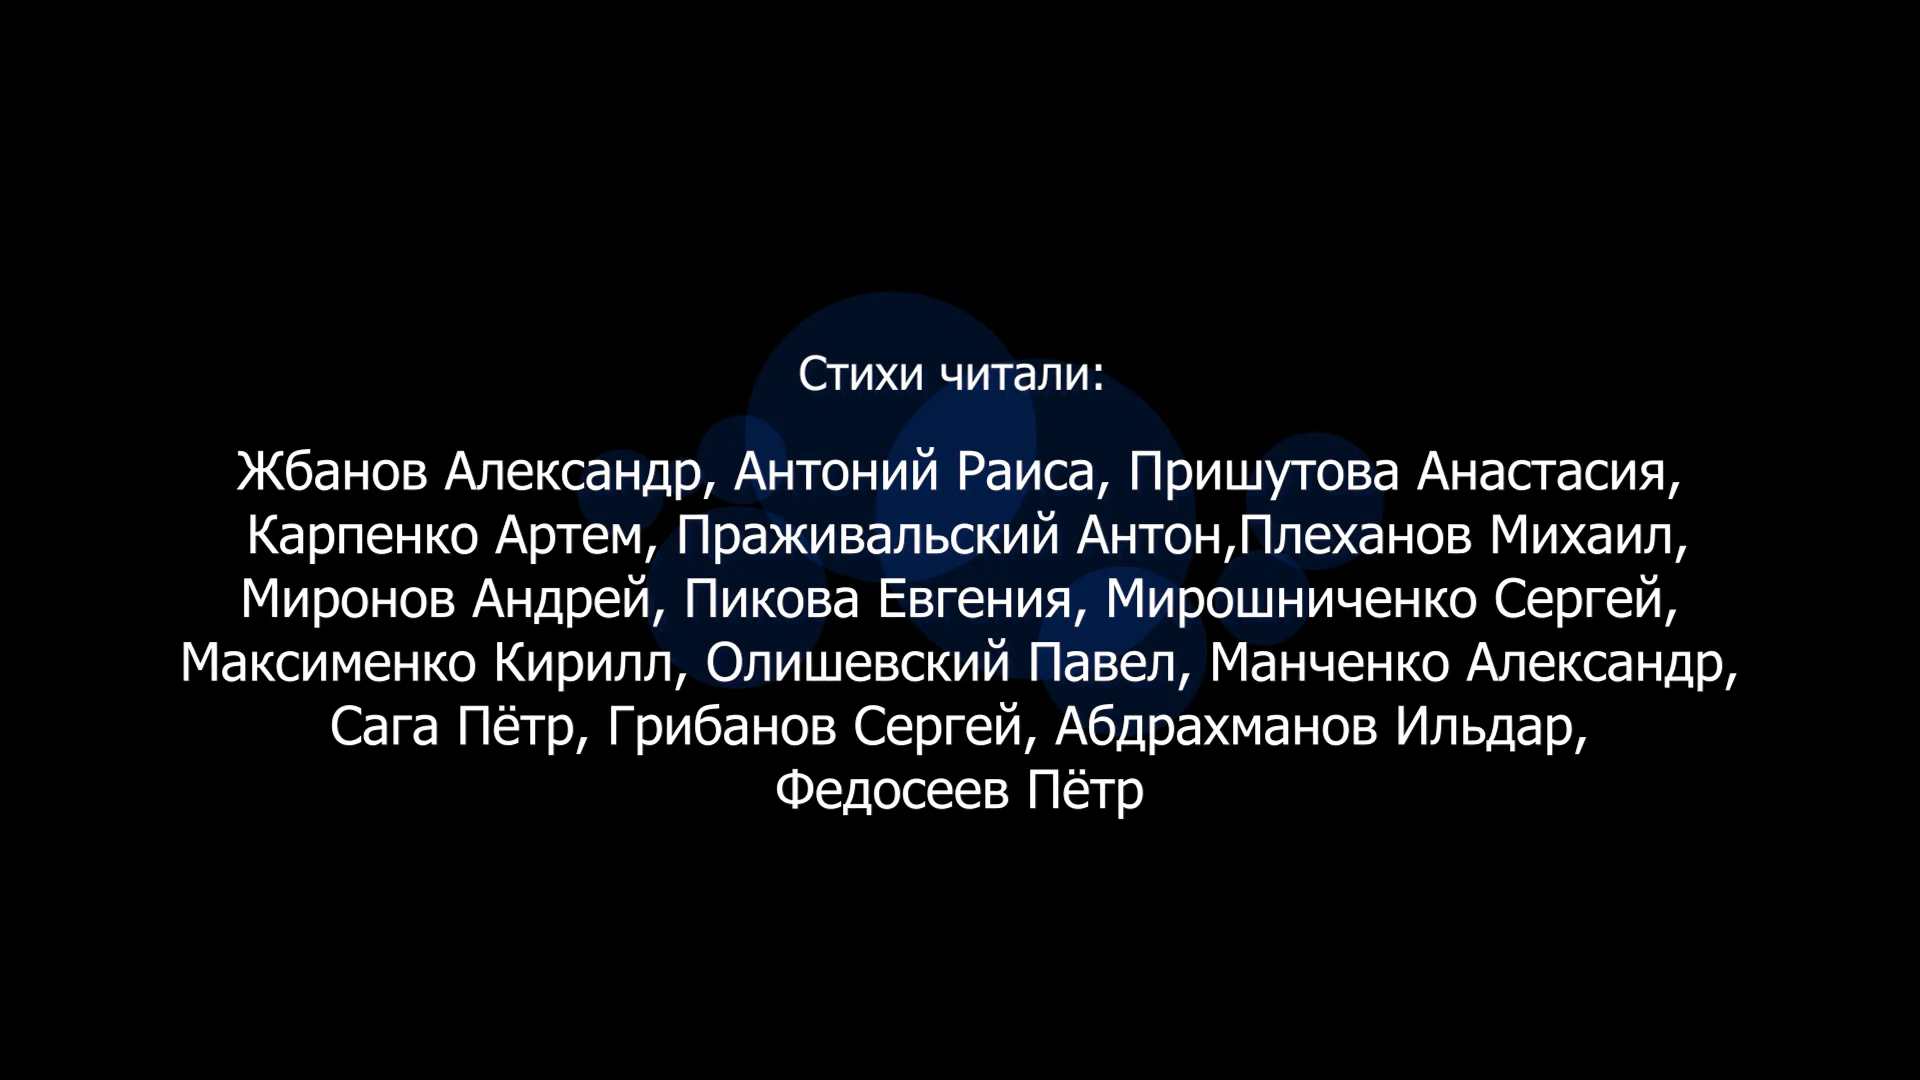 Стихи читали:
Жбанов Александр, Антоний Раиса, Пришутова Анастасия,
Карпенко Артем, Праживальский Антон,Плеханов Михаил,
Миронов Андрей, Пикова Евгения, Мирошниченко Сергей,
Максименко Кирилл, Олишевский Павел, Манченко Александр,
Сага Пётр, Грибанов Сергей, Абдрахманов Ильдар,
Федосеев Пётр